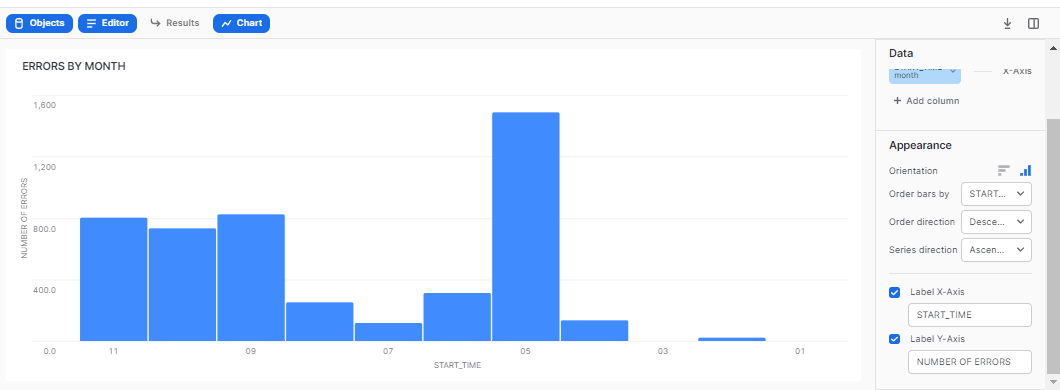 Objects
Editor
Results
Chart
ERRORS BY MONTH
1,600
1,200
800.0
400.0
0.0
NUMBER OF ERRORS
11
09
07
05
03
01
START_TIME
Data
START_TIME
month
X-Axis
+ Add column
Appearance
Orientation
Order bars by
START...
Order direction
Desce...
Series direction
Ascen...
Label X-Axis
START_TIME
Label Y-Axis
NUMBER OF ERRORS